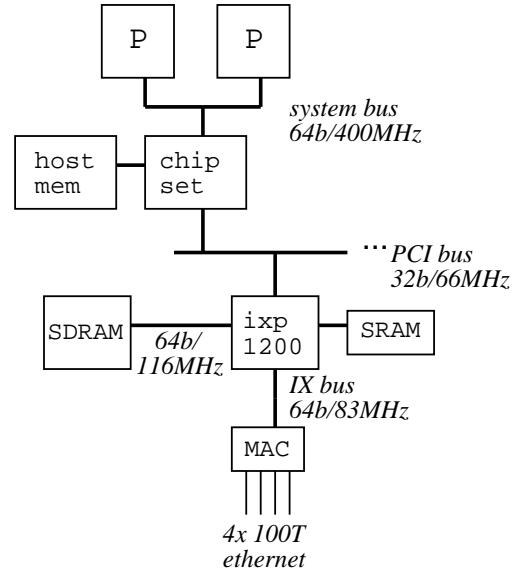 P
P
system bus
64b/400MHz
host
mem
chip
set
... PCI bus
32b/66MHz
SDRAM
64b/
116MHz
ixp
1200
SRAM
IX bus
64b/83MHz
MAC
4x 100T
ethernet